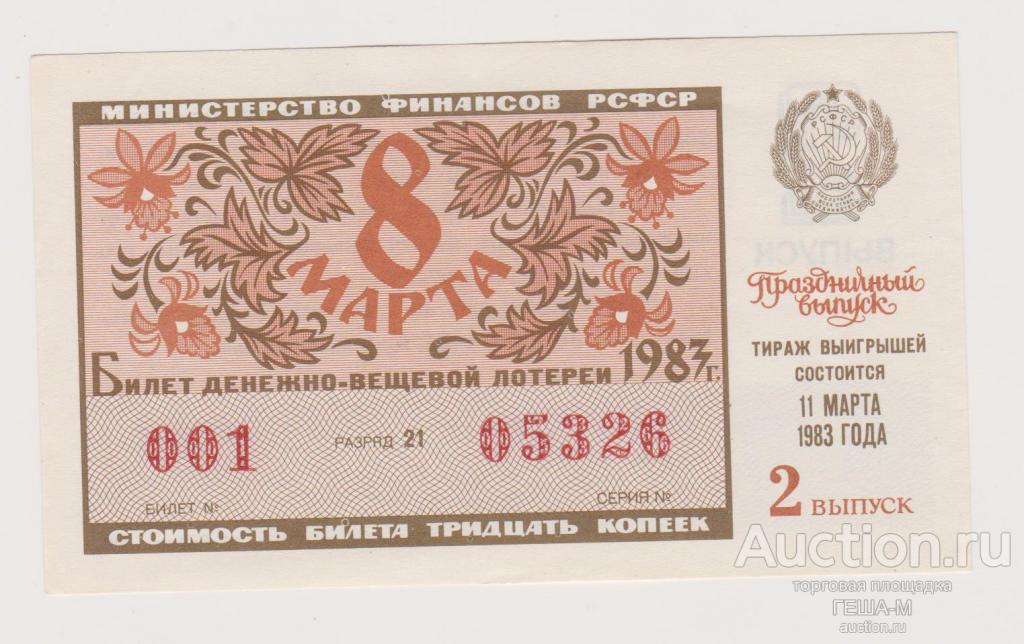 МИНИСТЕРСТВО ФИНАНСОВ РСФСР
8
МАРТА
БИЛЕТ ДЕНЕЖНО-ВЕЩЕВОЙ ЛОТЕРЕИ 1983 г.
001 РАЗРЯД 21 05326
БИЛЕТ № СЕРИЯ №
СТОИМОСТЬ БИЛЕТА ТРИДЦАТЬ КОПЕЕК
РСФСР
Праздничный
выпуск
ТИРАЖ ВЫИГРЫШЕЙ
СОСТОИТСЯ
11 МАРТА
1983 ГОДА
2 ВЫПУСК
ВЫПУСК
Auction.ru
торговая площадка
ГЕША-М
auction.ru